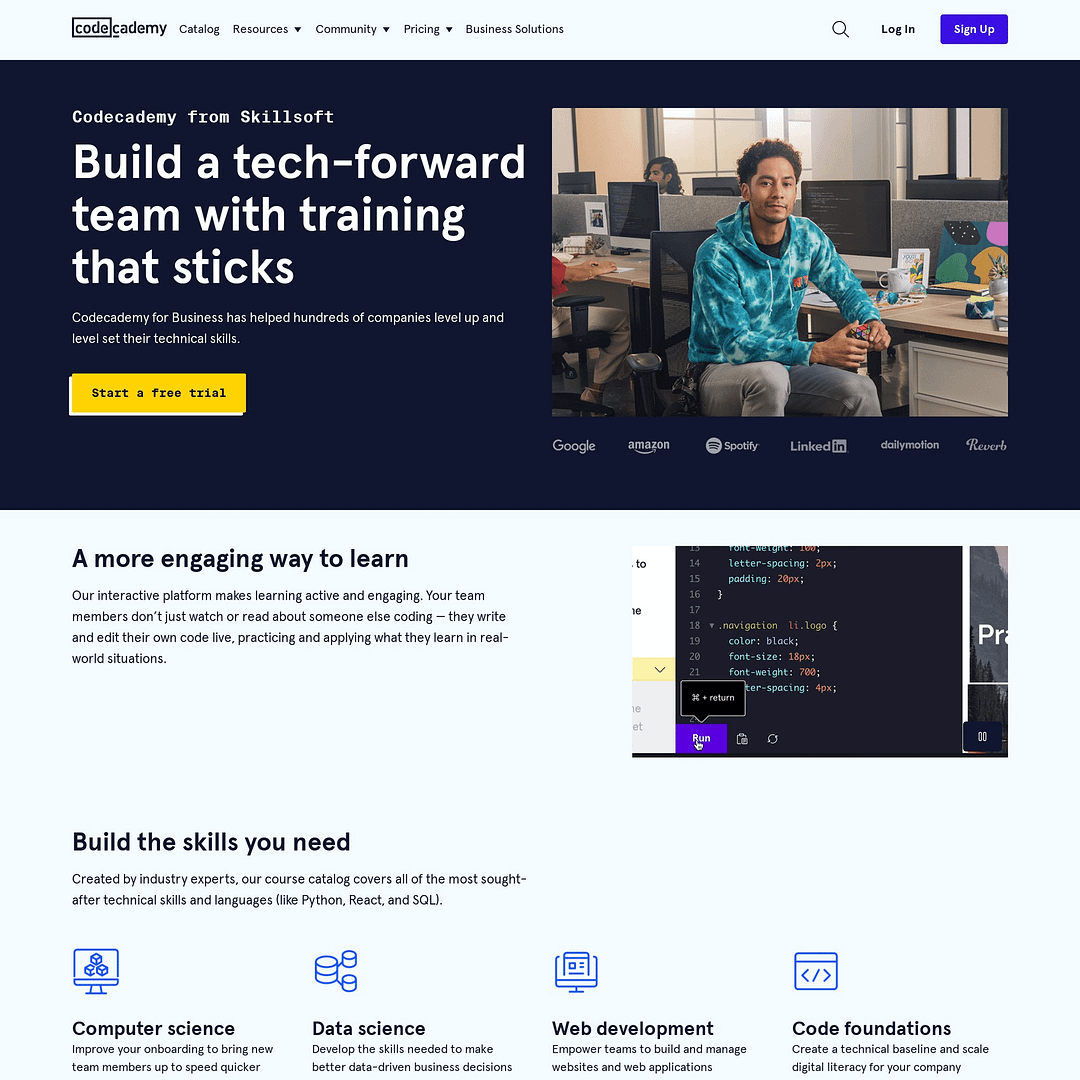 codecademy
Catalog
Resources
Community
Pricing
Business Solutions
Log In
Sign Up
Codecademy from Skillsoft
Build a tech-forward
team with training
that sticks
Codecademy for Business has helped hundreds of companies level up and
level set their technical skills.
Start a free trial
Google
amazon
Spotify
LinkedIn
dailymotion
Reverb
A more engaging way to learn
Our interactive platform makes learning active and engaging. Your team
members don’t just watch or read about someone else coding — they write
and edit their own code live, practicing and applying what they learn in real-
world situations.
to
13 font-weight: 100;
14 letter-spacing: 2px;
15 padding: 20px;
16 }
17
18 .navigation li.logo {
19 color: black;
20 font-size: 18px;
21 font-weight: 700;
ter-spacing: 4px;
⌘ + return
Run
Pra
Build the skills you need
Created by industry experts, our course catalog covers all of the most sought-
after technical skills and languages (like Python, React, and SQL).
Computer science
Improve your onboarding to bring new
team members up to speed quicker
Data science
Develop the skills needed to make
better data-driven business decisions
Web development
Empower teams to build and manage
websites and web applications
Code foundations
Create a technical baseline and scale
digital literacy for your company